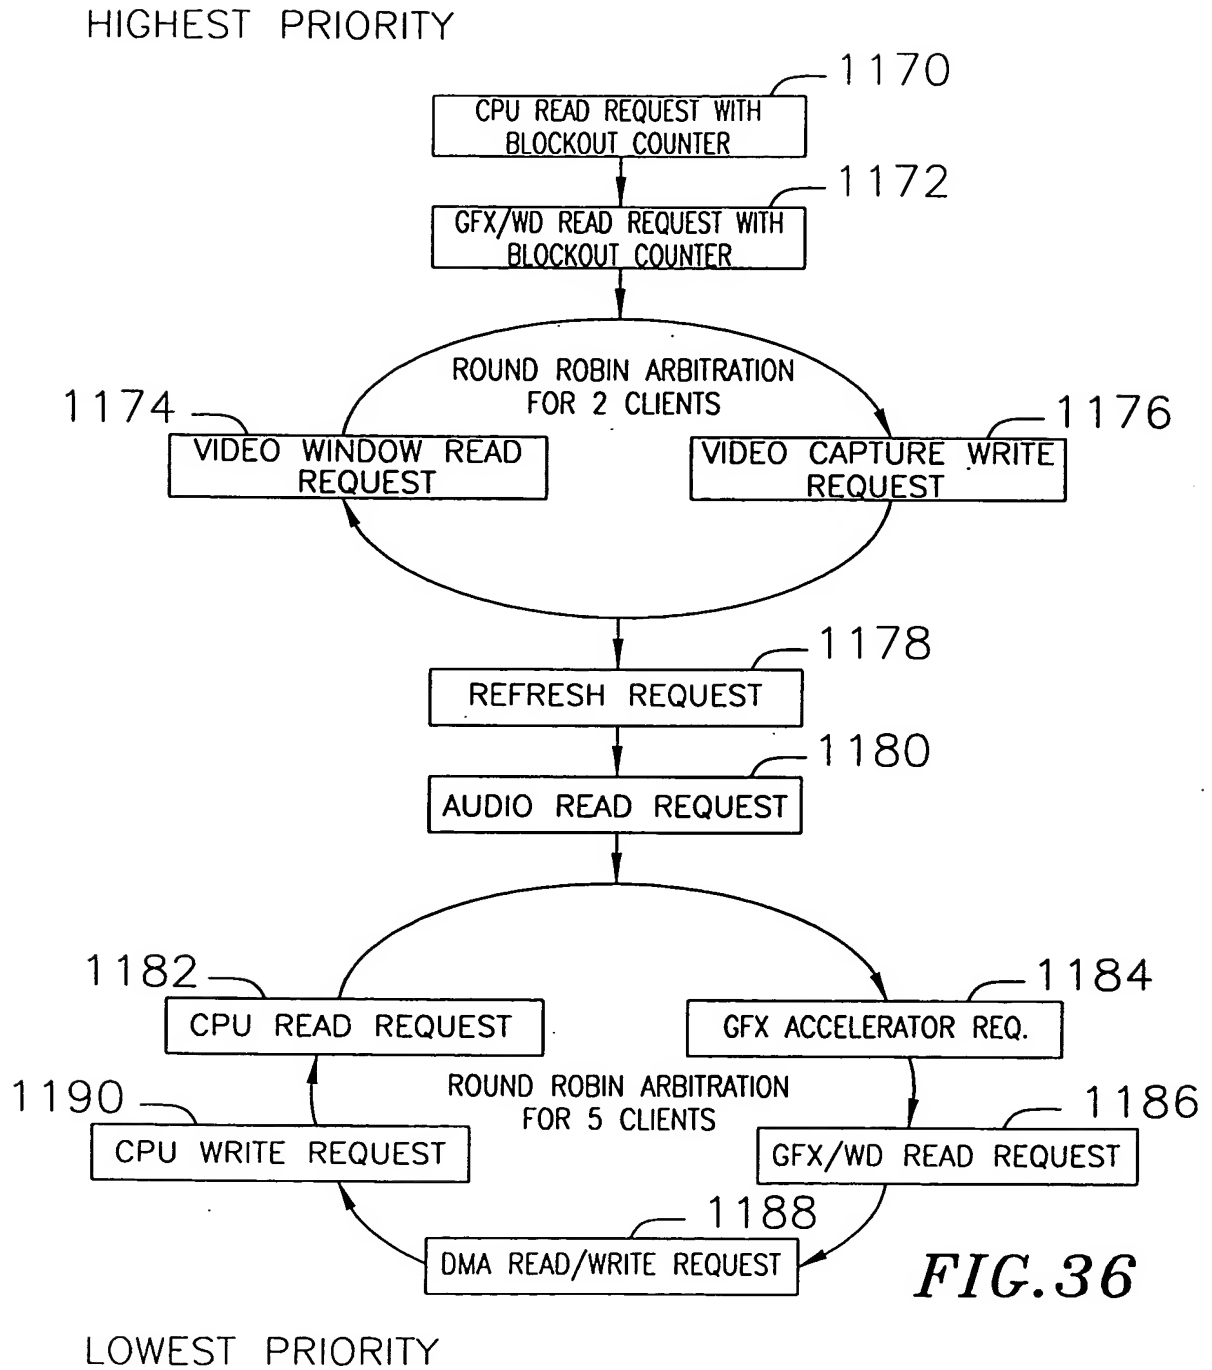 HIGHEST PRIORITY
1170
CPU READ REQUEST WITH
BLOCKOUT COUNTER
1172
GFX/WD READ REQUEST WITH
BLOCKOUT COUNTER
ROUND ROBIN ARBITRATION
FOR 2 CLIENTS
1174
VIDEO WINDOW READ
REQUEST
1176
VIDEO CAPTURE WRITE
REQUEST
1178
REFRESH REQUEST
1180
AUDIO READ REQUEST
1182
CPU READ REQUEST
1184
GFX ACCELERATOR REQ.
ROUND ROBIN ARBITRATION
FOR 5 CLIENTS
1190
CPU WRITE REQUEST
1186
GFX/WD READ REQUEST
1188
DMA READ/WRITE REQUEST
FIG.36
LOWEST PRIORITY